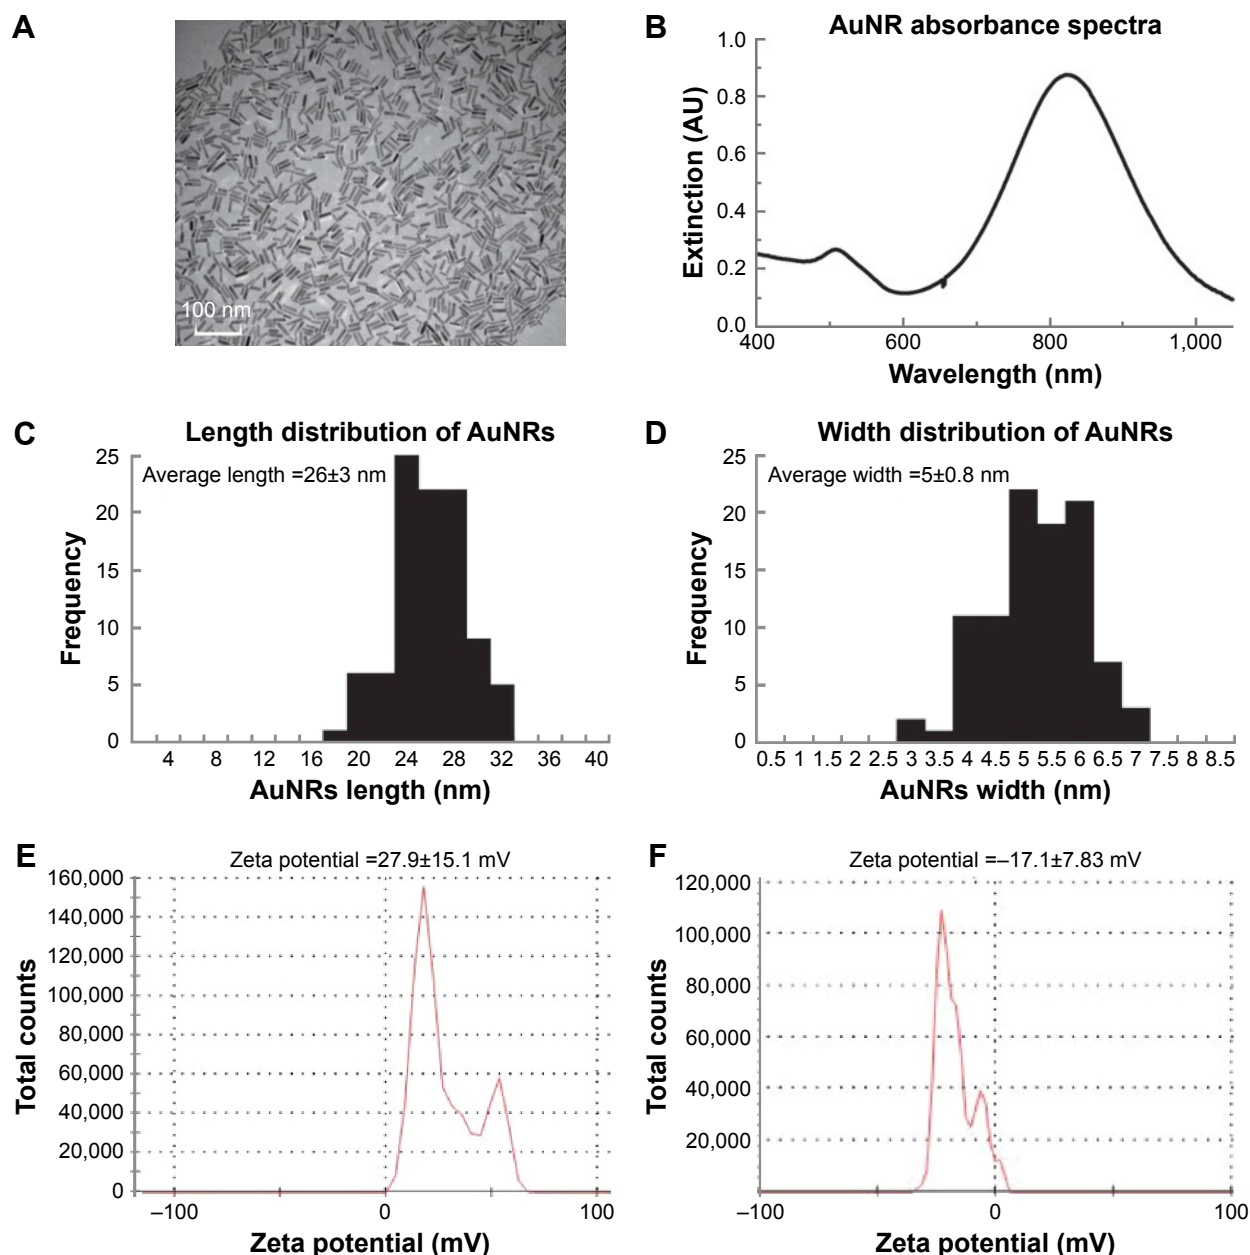 A
100 nm
B
AuNR absorbance spectra
Extinction (AU)
1.0
0.8
0.6
0.4
0.2
0.0
400 600 800 1,000
Wavelength (nm)
C
Length distribution of AuNRs
Average length =26±3 nm
Frequency
25
20
15
10
5
0
4 8 12 16 20 24 28 32 36 40
AuNRs length (nm)
D
Width distribution of AuNRs
Average width =5±0.8 nm
Frequency
25
20
15
10
5
0
0.5 1 1.5 2 2.5 3 3.5 4 4.5 5 5.5 6 6.5 7 7.5 8 8.5
AuNRs width (nm)
E
Zeta potential =27.9±15.1 mV
Total counts
160,000
140,000
120,000
100,000
80,000
60,000
40,000
20,000
0
–100 0 100
Zeta potential (mV)
F
Zeta potential =–17.1±7.83 mV
Total counts
120,000
100,000
80,000
60,000
40,000
20,000
–100 0 100
Zeta potential (mV)